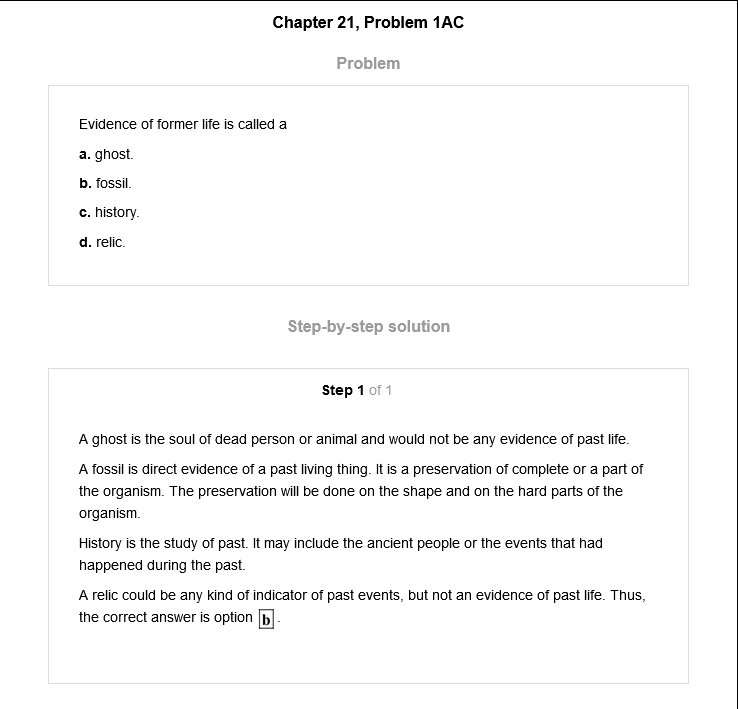 Chapter 21, Problem 1AC
Problem
Evidence of former life is called a
a. ghost.
b. fossil.
c. history.
d. relic.
Step-by-step solution
Step 1 of 1
A ghost is the soul of dead person or animal and would not be any evidence of past life.
A fossil is direct evidence of a past living thing. It is a preservation of complete or a part of
the organism. The preservation will be done on the shape and on the hard parts of the
organism.
History is the study of past. It may include the ancient people or the events that had
happened during the past.
A relic could be any kind of indicator of past events, but not an evidence of past life. Thus,
the correct answer is option b.